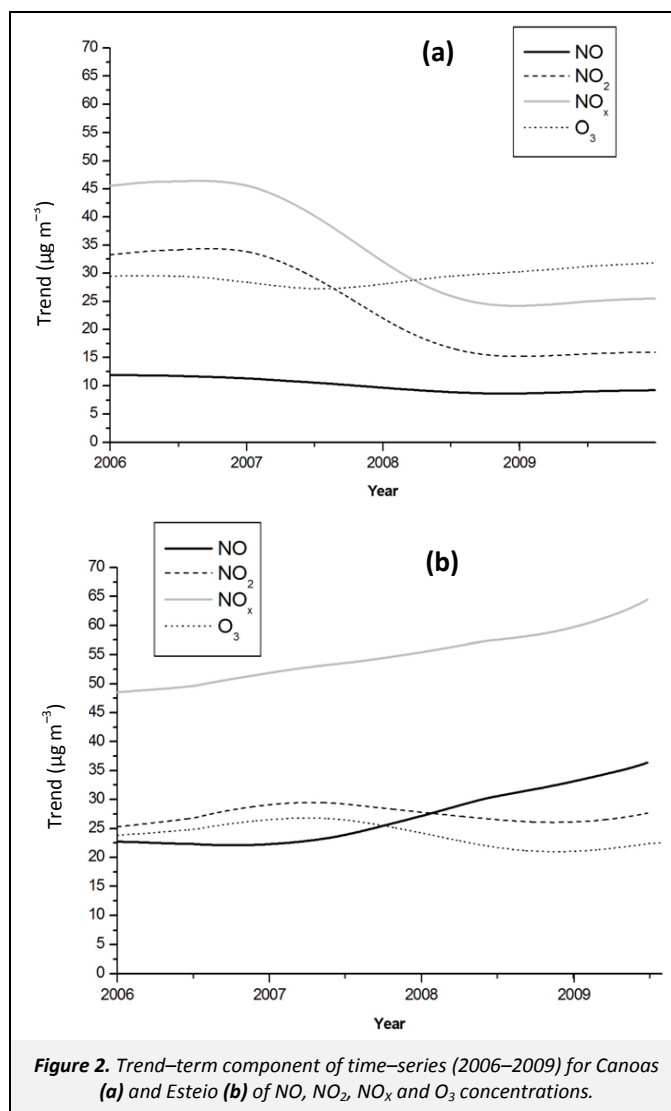 (a)
NO
NO₂
NOₓ
O₃
70
65
60
55
50
45
40
35
30
25
20
15
10
5
0
Trend (µg m⁻³)
2006 2007 2008 2009
Year
(b)
NO
NO₂
NOₓ
O₃
70
65
60
55
50
45
40
35
30
25
20
15
10
5
0
Trend (µg m⁻³)
2006 2007 2008 2009
Year
Figure 2. Trend–term component of time–series (2006–2009) for Canoas
(a) and Esteio (b) of NO, NO₂, NOₓ and O₃ concentrations.